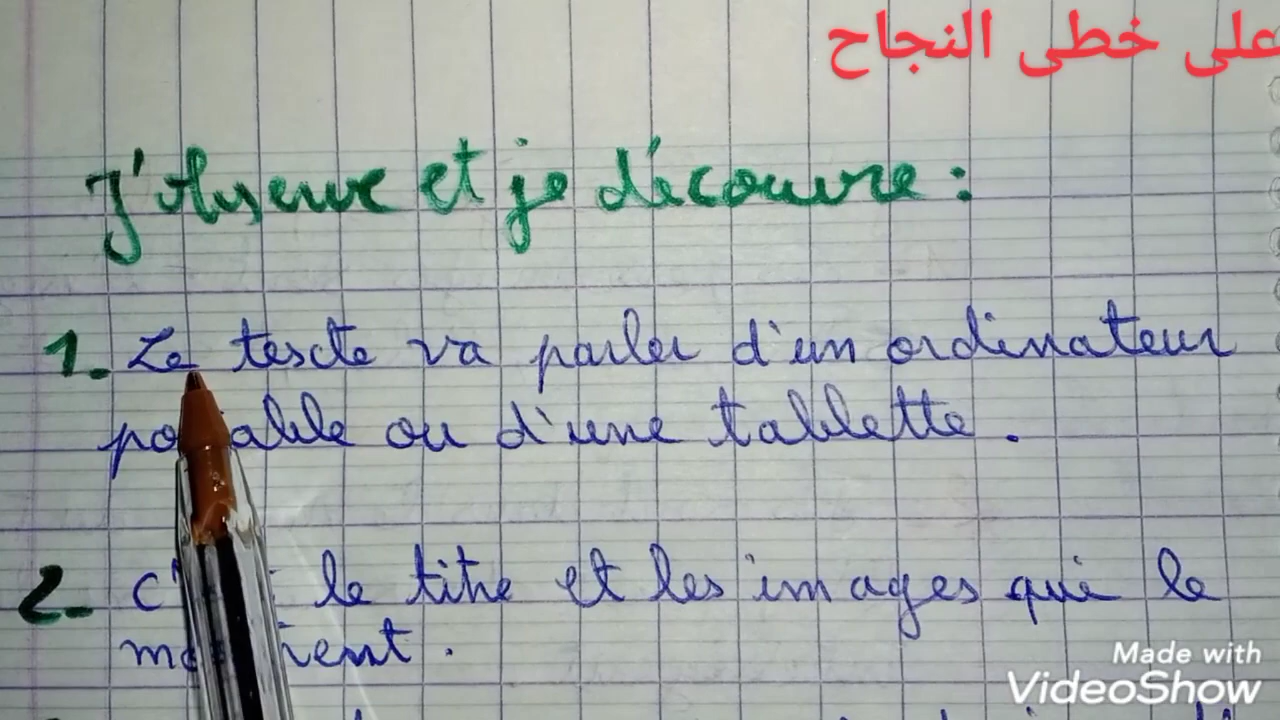 على خطى النجاح
J'observe et je découvre :
1. Le texte va parler d'un ordinateur
portable ou d'une tablette.
2. le titre et les images qui le
Made with
VideoShow